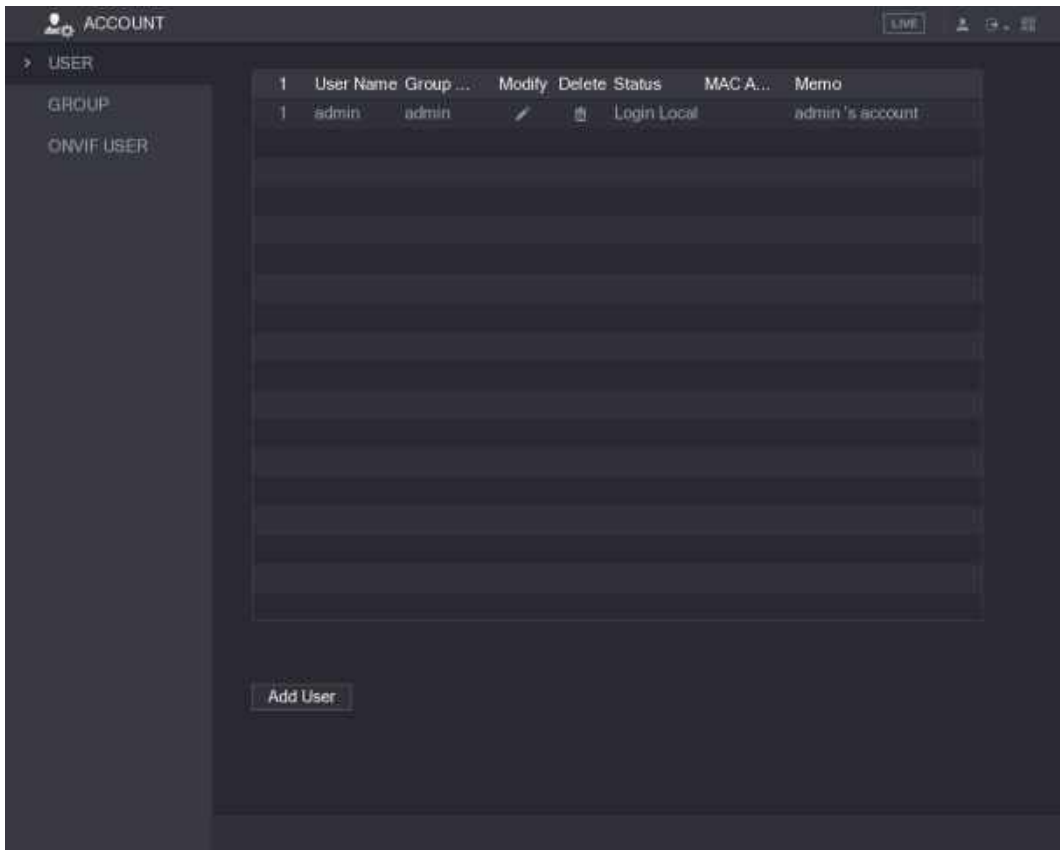 ACCOUNT
LIVE
USER
GROUP
ONVIF USER
1 User Name Group ... Modify Delete Status MAC A... Memo
1 admin admin Login Local admin 's account
Add User